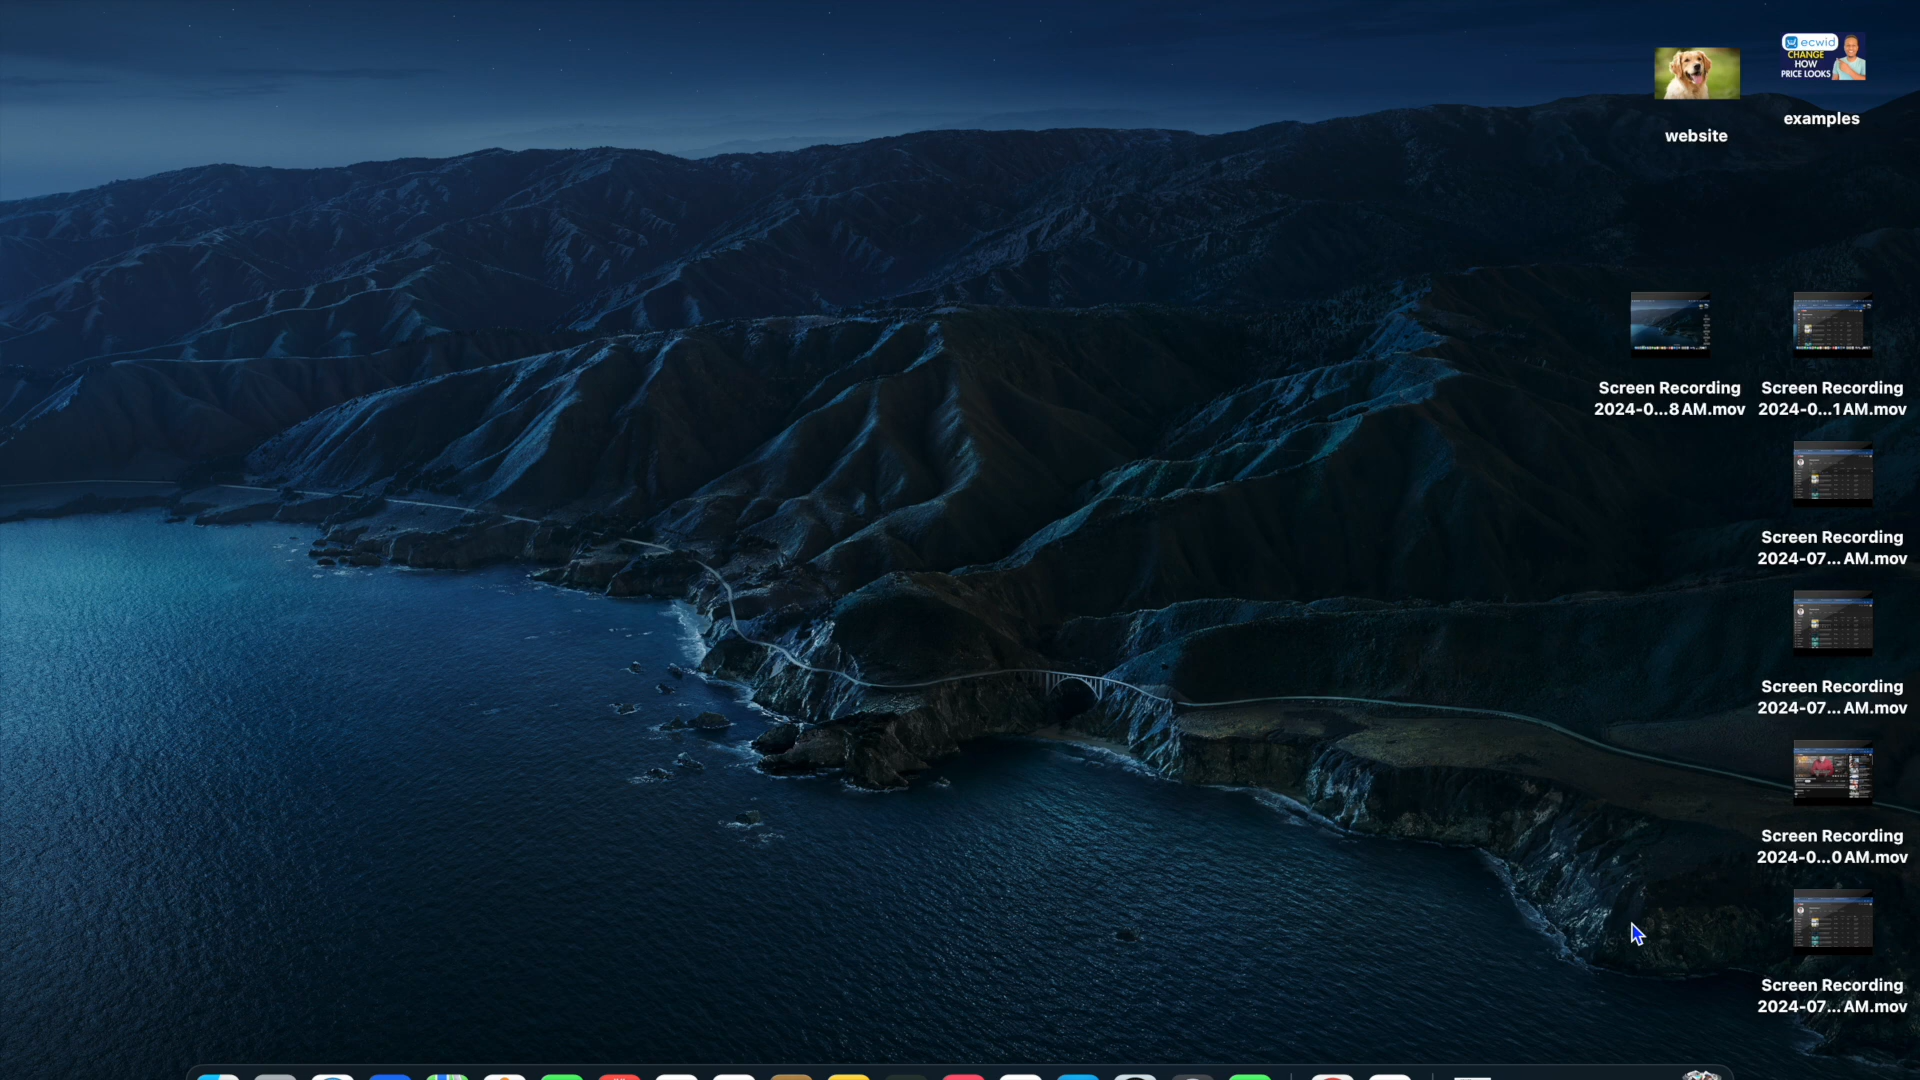 ecwid
CHANGE
HOW
PRICE LOOKS
website
examples
Screen Recording
2024-0...8 AM.mov
Screen Recording
2024-0...1 AM.mov
Screen Recording
2024-07... AM.mov
Screen Recording
2024-07... AM.mov
Screen Recording
2024-0...0 AM.mov
Screen Recording
2024-07... AM.mov